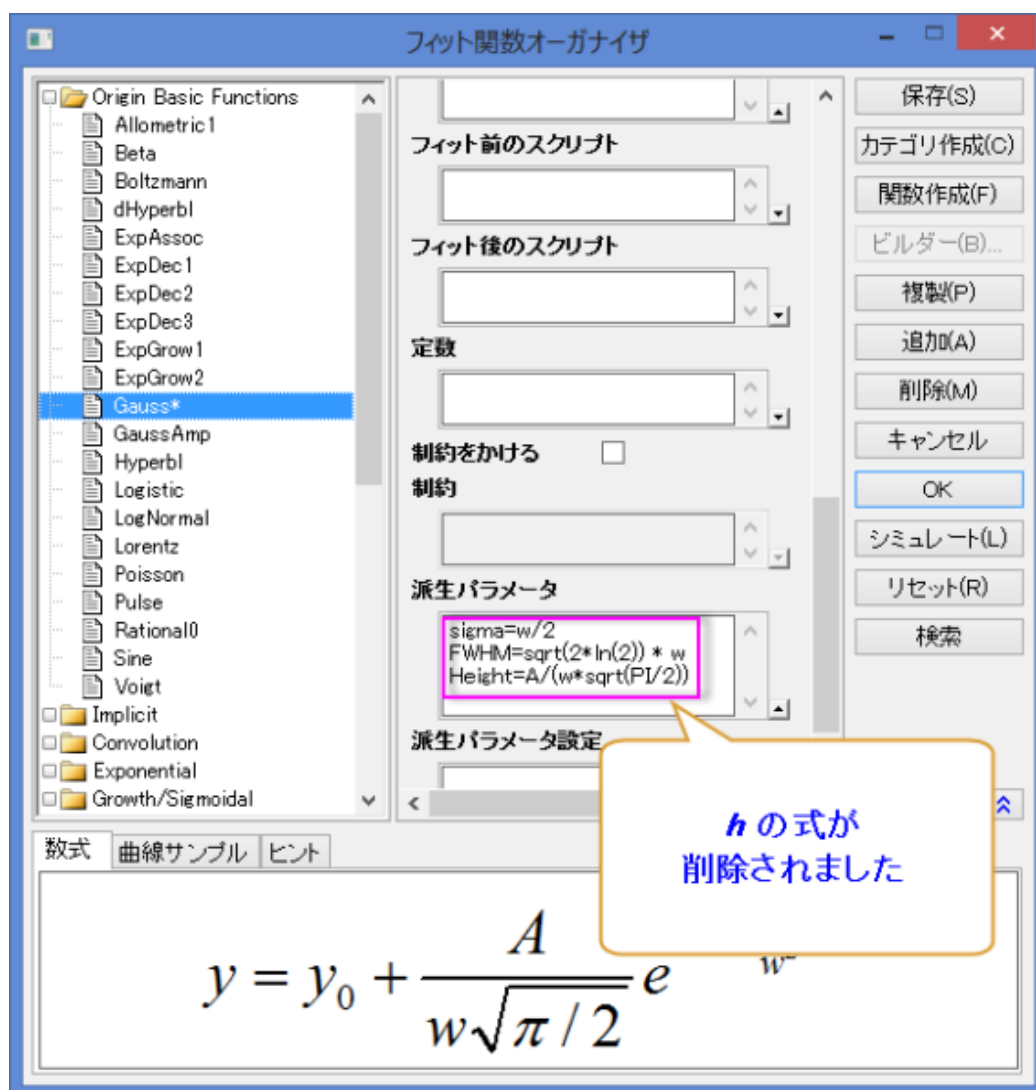 フィット関数オーガナイザ
Origin Basic Functions
Allometric1
Beta
Boltzmann
dHyperbl
ExpAssoc
ExpDec1
ExpDec2
ExpDec3
ExpGrow1
ExpGrow2
Gauss*
GaussAmp
Hyperbl
Logistic
LogNormal
Lorentz
Poisson
Pulse
Rational0
Sine
Voigt
Implicit
Convolution
Exponential
Growth/Sigmoidal
フィット前のスクリプト
フィット後のスクリプト
定数
制約をかける
制約
派生パラメータ
sigma=w/2
FWHM=sqrt(2*ln(2)) * w
Height=A/(w*sqrt(PI/2))
派生パラメータ設定
保存(S)
カテゴリ作成(C)
関数作成(F)
ビルダー(B)...
複製(P)
追加(A)
削除(M)
キャンセル
OK
シミュレート(L)
リセット(R)
検索
h の式が
削除されました
数式 曲線サンプル ヒント
y = y₀ + A / (w√π / 2) e w²